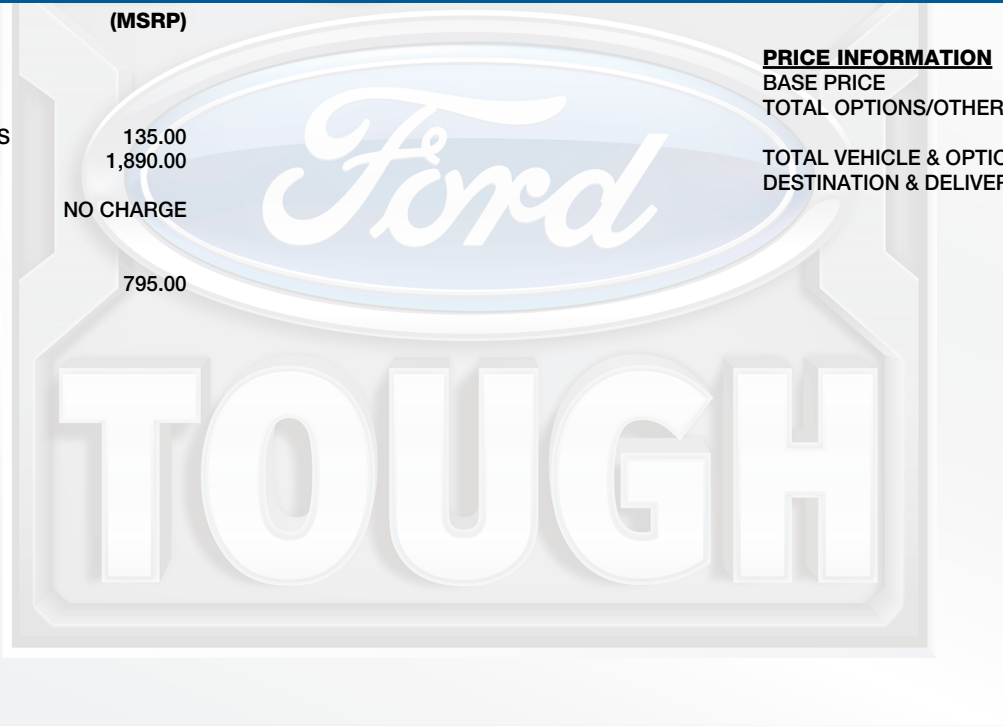 (MSRP)
S 135.00
1,890.00
NO CHARGE
795.00
PRICE INFORMATION
BASE PRICE
TOTAL OPTIONS/OTHER
TOTAL VEHICLE & OPTIO
DESTINATION & DELIVER
Ford
TOUGH